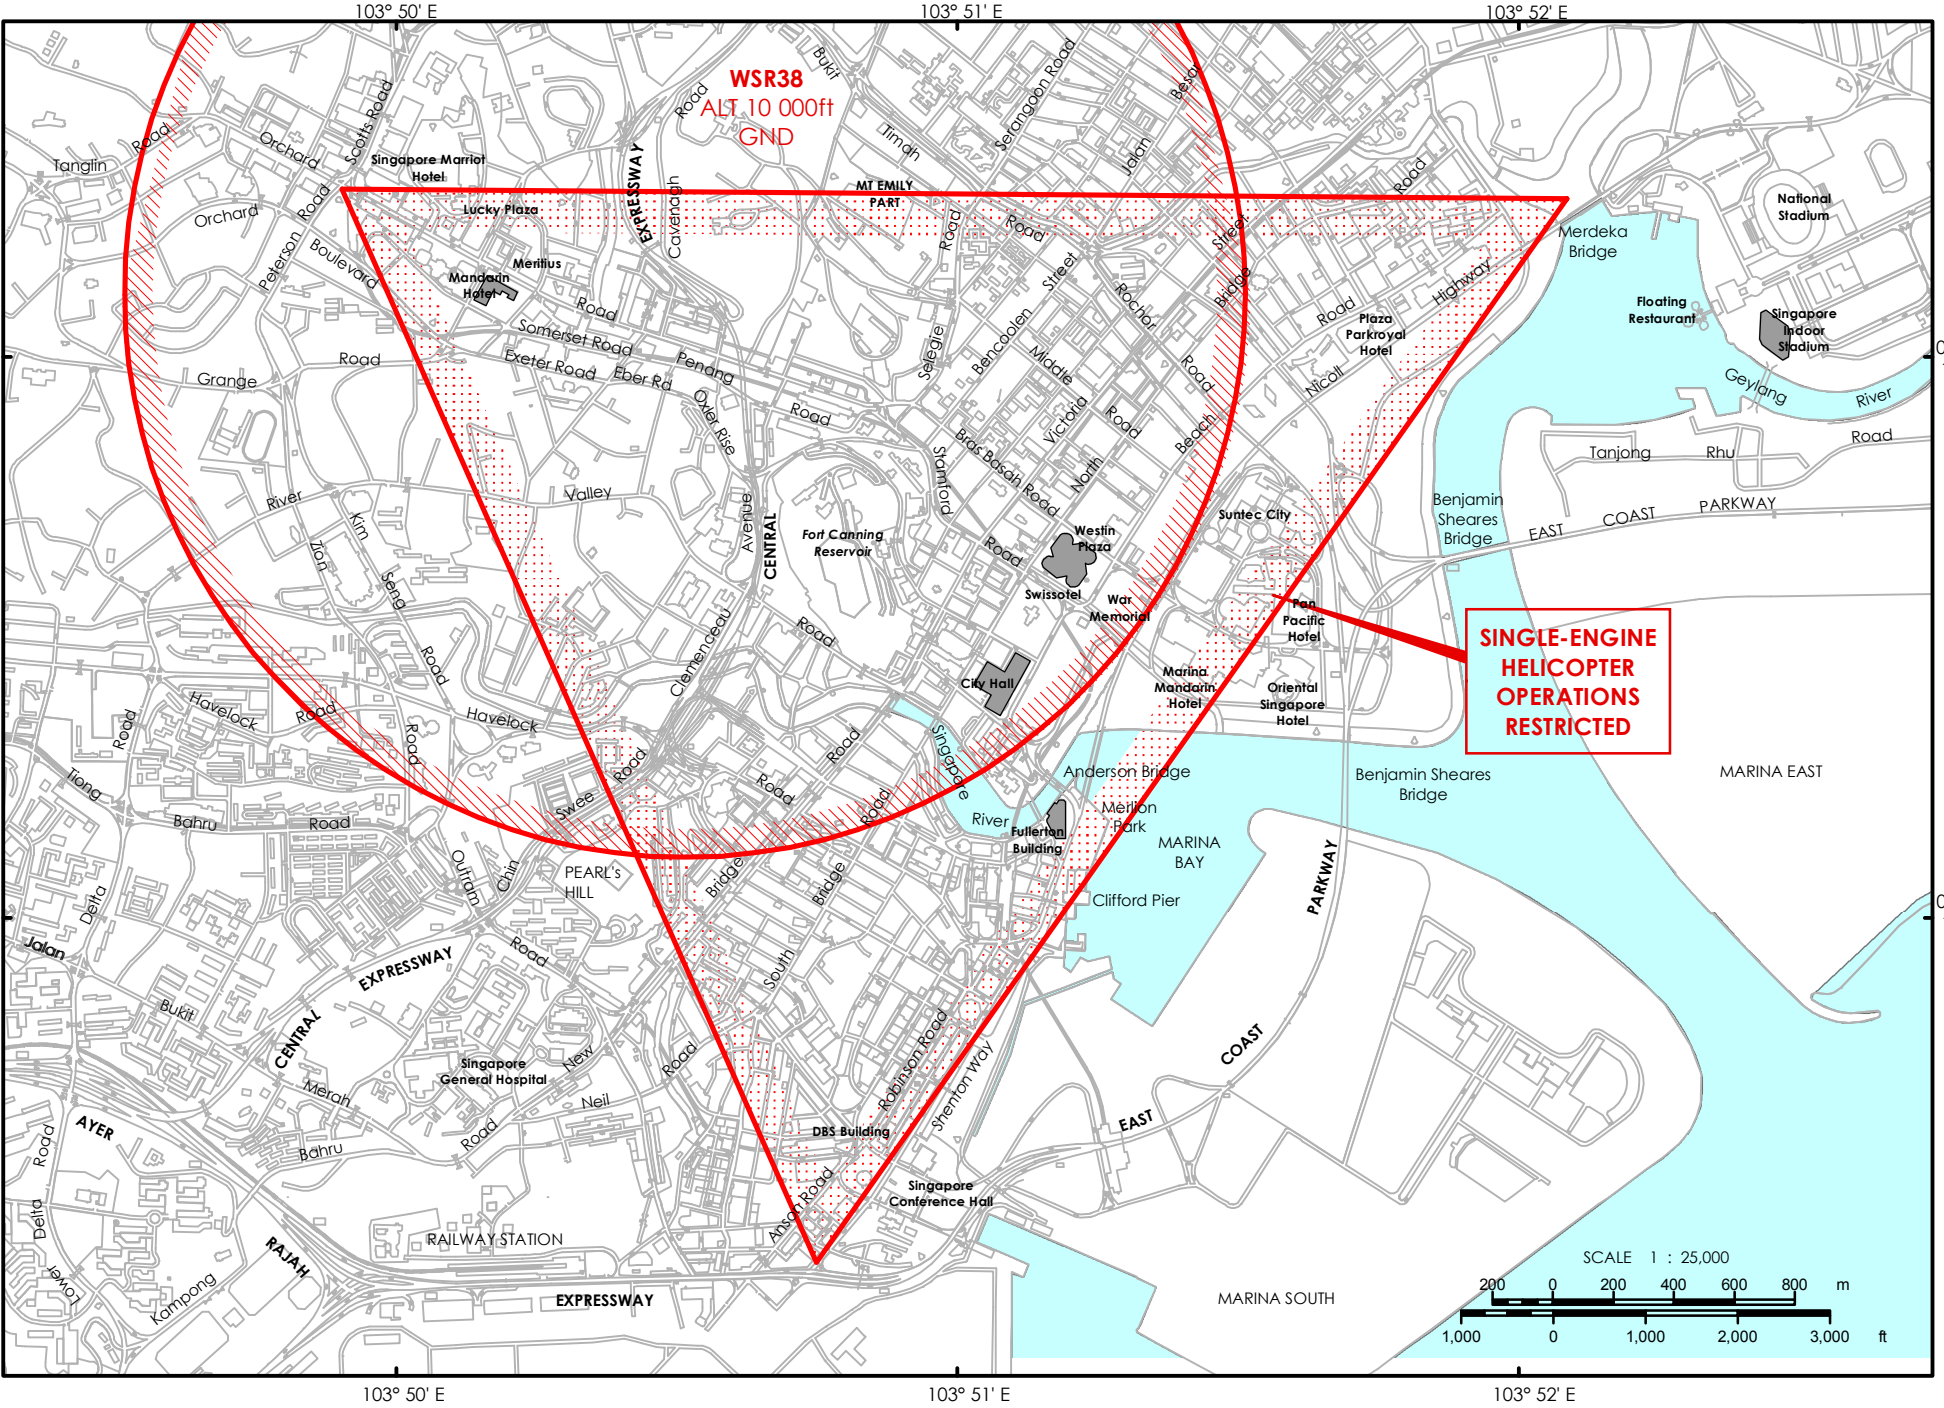 103° 50' E
103° 51' E
103° 52' E
WSR38
ALT 10 000ft
GND
Bukit
Road
Serangoon Road
Besar
Timah
Jalan
Tanglin
Road
Orchard
Scotts Road
Singapore Marriot
Hotel
EXPRESSWAY
Cavenagh
MT EMILY
PART
Road
National
Stadium
Orchard
Road
Lucky Plaza
Road
Road
Street
Merdeka
Bridge
Peterson
Boulevard
Meritius
Mandarin
Hotel
Road
Street
Rochor
Bridge
Highway
Floating
Restaurant
Singapore
Indoor
Stadium
Somerset Road
Selegie
Bencoolen
Road
Plaza
Parkroyal
Hotel
Grange
Road
Exeter Road
Eber Rd
Penang
Middle
Road
Nicoll
Geylang
River
0
Oxler Rise
Road
Victoria
Road
Beach
Road
Tanjong
Rhu
Bras Basah Road
North
Stamford
River
Valley
Kim
Zion
Seng
Road
Avenue
CENTRAL
Fort Canning
Reservoir
Road
Westin
Plaza
Suntec City
Benjamin
Sheares
Bridge
EAST
COAST
PARKWAY
Swissotel
War
Memorial
Pan
Pacific
Hotel
SINGLE-ENGINE
HELICOPTER
OPERATIONS
RESTRICTED
Clemenceau
Road
City Hall
Marina
Mandarin
Hotel
Oriental
Singapore
Hotel
Havelock
Road
Road
Havelock
Road
Road
Road
Singapore
Tiong
Swee
Road
Road
Anderson Bridge
Benjamin Sheares
Bridge
MARINA EAST
Bahru
Road
River
Fullerton
Building
Merlion
Park
MARINA
BAY
Outram
Chin
PEARL's
HILL
Bridge
Bridge
Clifford Pier
PARKWAY
0
Delta
Jalan
EXPRESSWAY
Road
South
Bukit
CENTRAL
Singapore
General Hospital
New
Road
Robinson Road
Shenton Way
COAST
Merah
Neil
EAST
AYER
Road
Bahru
Road
DBS Building
Singapore
Conference Hall
Anson Road
Delta
RAILWAY STATION
RAJAH
Lower
Kampong
EXPRESSWAY
MARINA SOUTH
SCALE 1 : 25,000
200 0 200 400 600 800 m
1,000 0 1,000 2,000 3,000 ft
103° 50' E
103° 51' E
103° 52' E